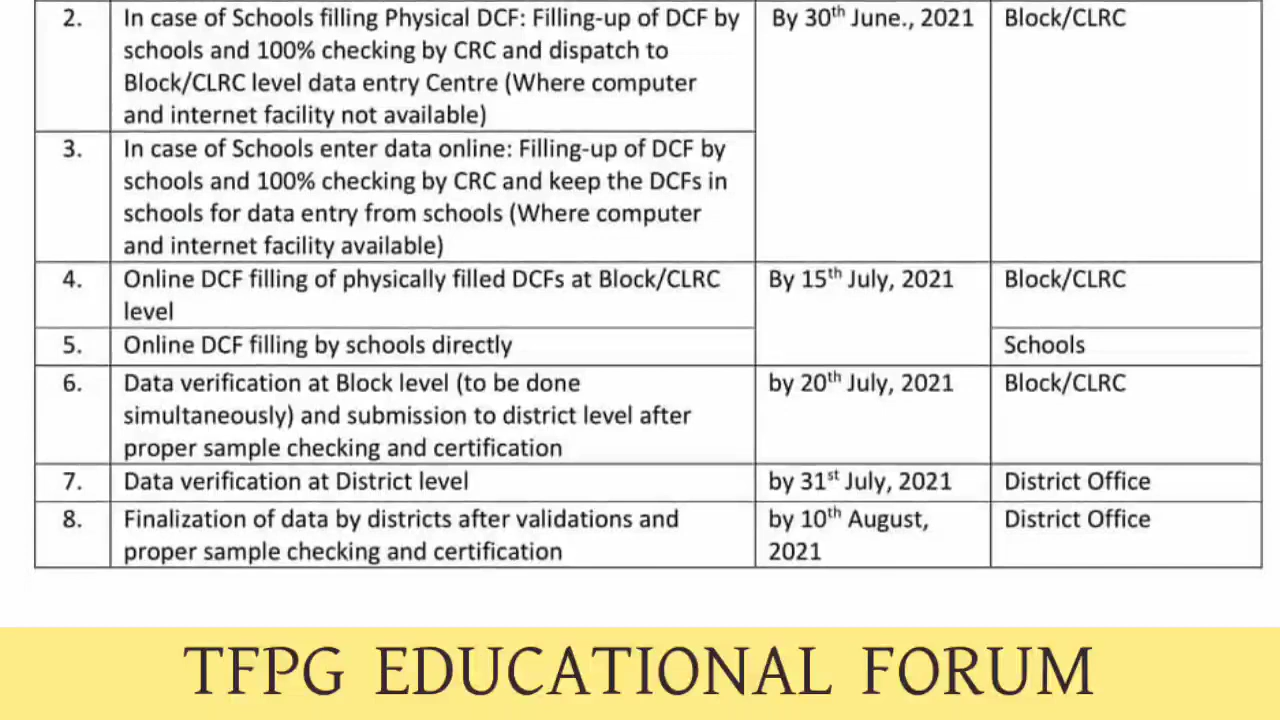 2. In case of Schools filling Physical DCF: Filling-up of DCF by By 30th June., 2021 Block/CLRC
schools and 100% checking by CRC and dispatch to
Block/CLRC level data entry Centre (Where computer
and internet facility not available)
3. In case of Schools enter data online: Filling-up of DCF by
schools and 100% checking by CRC and keep the DCFs in
schools for data entry from schools (Where computer
and internet facility available)
4. Online DCF filling of physically filled DCFs at Block/CLRC By 15th July, 2021 Block/CLRC
level
5. Online DCF filling by schools directly Schools
6. Data verification at Block level (to be done by 20th July, 2021 Block/CLRC
simultaneously) and submission to district level after
proper sample checking and certification
7. Data verification at District level by 31st July, 2021 District Office
8. Finalization of data by districts after validations and by 10th August, District Office
proper sample checking and certification 2021
TFPG EDUCATIONAL FORUM